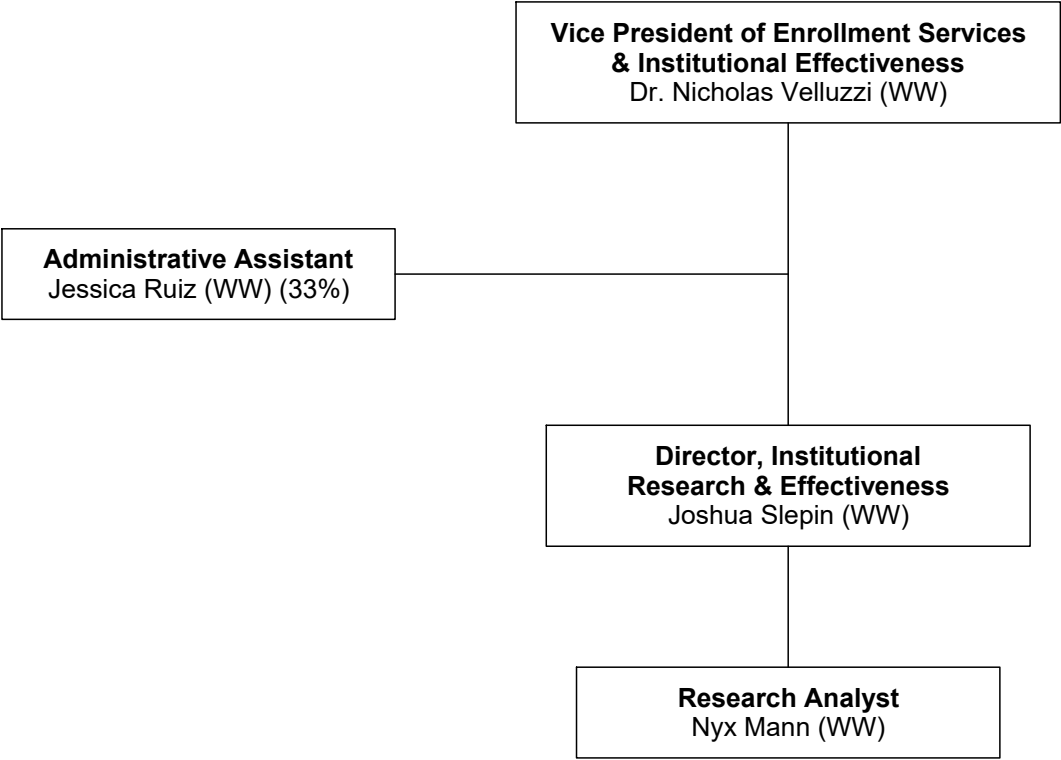 Vice President of Enrollment Services
& Institutional Effectiveness
Dr. Nicholas Velluzzi (WW)
Administrative Assistant
Jessica Ruiz (WW) (33%)
Director, Institutional
Research & Effectiveness
Joshua Slepin (WW)
Research Analyst
Nyx Mann (WW)